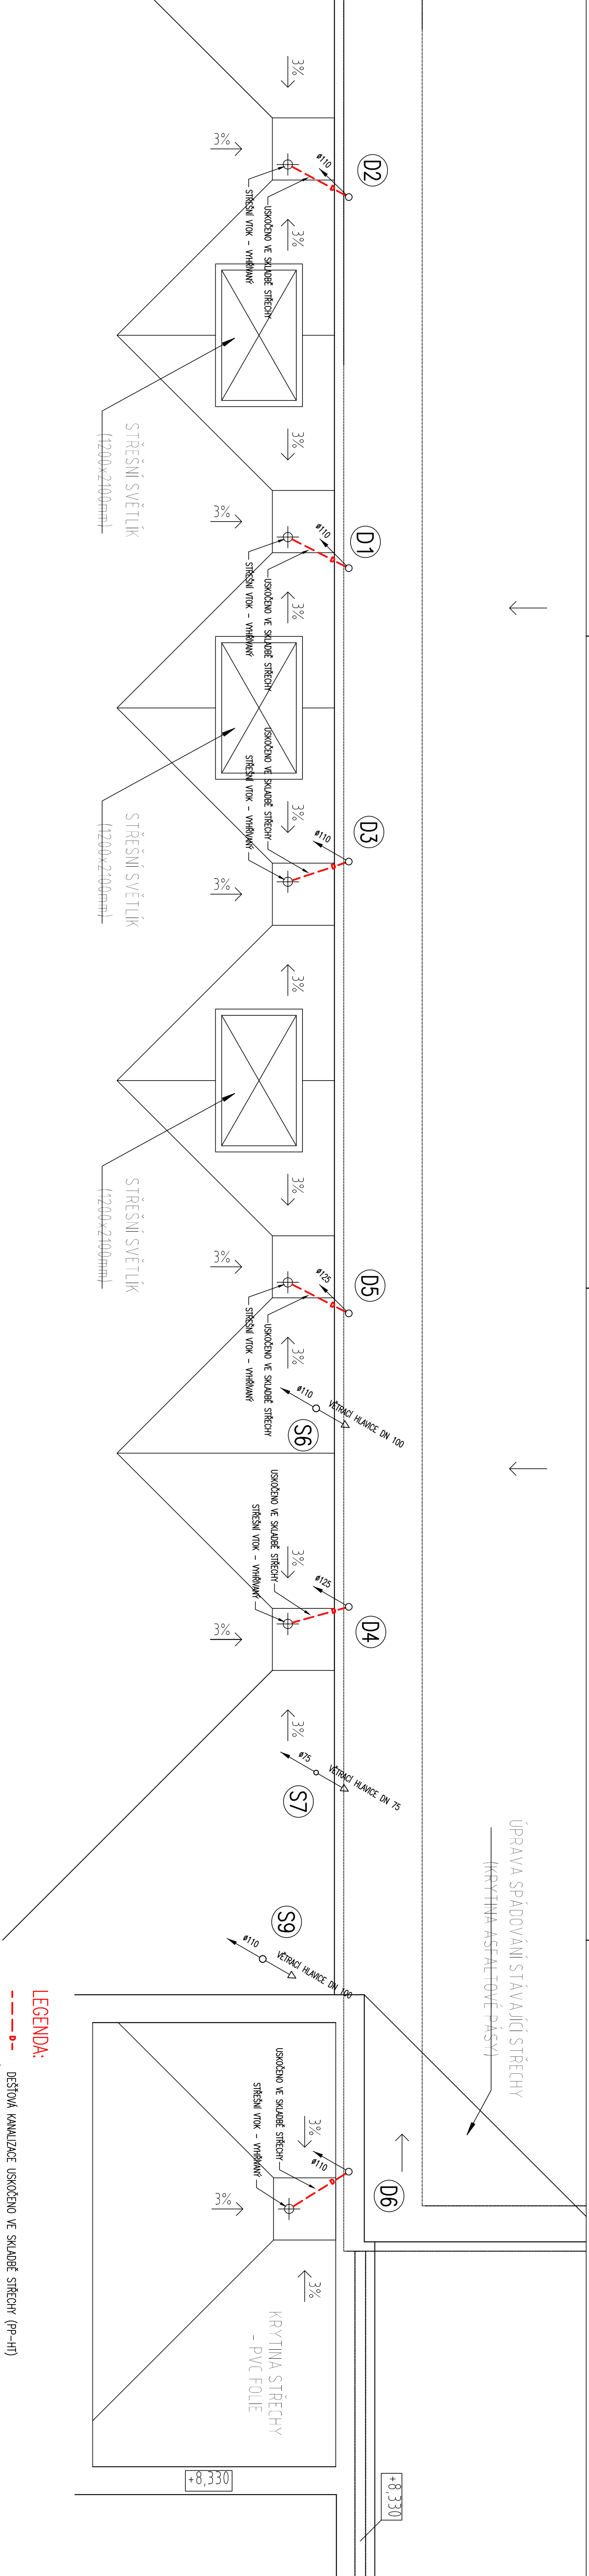 3%
3%
D2
ø110
USKOČENO VE SKLADBĚ STŘECHY
STŘEŠNÍ VTOK - VYHŘÍVANÝ
3%
STŘEŠNÍ SVĚTLÍK
(1200x2100mm)
3%
3%
D1
ø110
USKOČENO VE SKLADBĚ STŘECHY
STŘEŠNÍ VTOK - VYHŘÍVANÝ
3%
USKOČENO VE SKLADBĚ STŘECHY
STŘEŠNÍ VTOK - VYHŘÍVANÝ
STŘEŠNÍ SVĚTLÍK
(1200x2100mm)
3%
D3
ø110
3%
3%
STŘEŠNÍ SVĚTLÍK
(1200x2100mm)
3%
3%
D5
ø125
USKOČENO VE SKLADBĚ STŘECHY
STŘEŠNÍ VTOK - VYHŘÍVANÝ
3%
ø110
VĚTRACÍ HLAVICE DN 100
S6
USKOČENO VE SKLADBĚ STŘECHY
STŘEŠNÍ VTOK - VYHŘÍVANÝ
3%
ø125
D4
3%
3%
ø75
VĚTRACÍ HLAVICE DN 75
S7
ÚPRAVA SPÁDOVÁNÍ STÁVAJÍCÍ STŘECHY
(KRYTINA ASFALTOVÉ PÁSY)
S9
ø110
VĚTRACÍ HLAVICE DN 100
USKOČENO VE SKLADBĚ STŘECHY
STŘEŠNÍ VTOK - VYHŘÍVANÝ
3%
ø110
D6
3%
3%
KRYTINA STŘECHY
- PVC FOLIE
+8,330
+8,330
LEGENDA:
D DEŠŤOVÁ KANALIZACE USKOČENO VE SKLADBĚ STŘECHY (PP-HT)